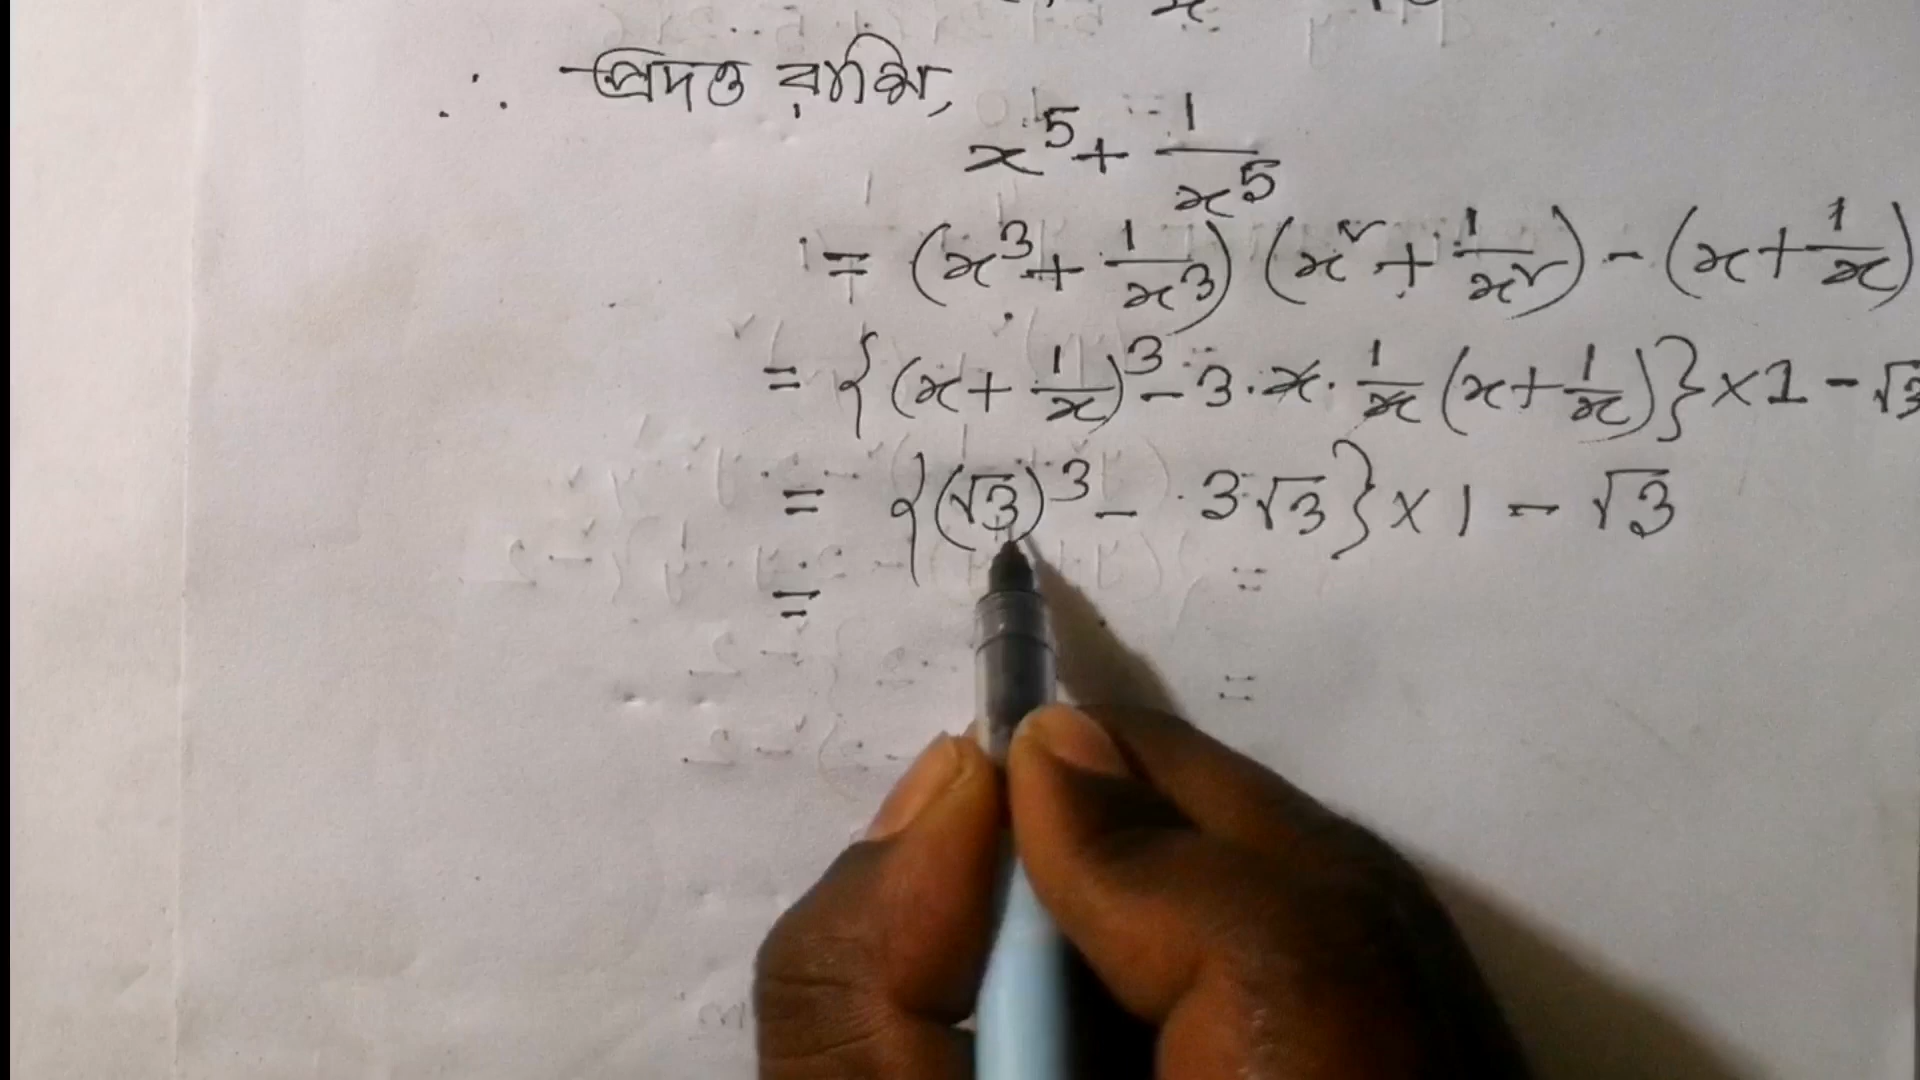 ∴ প্রদত্ত রাশি,
x⁵ + 1/x⁵
= (x³ + 1/x³) (x² + 1/x²) - (x + 1/x)
= {(x + 1/x)³ - 3 · x · 1/x (x + 1/x)} × 1 - √3
= {(√3)³ - 3√3} × 1 - √3
=